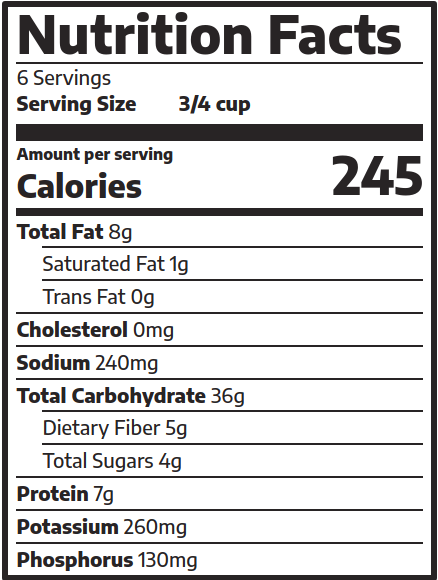 Nutrition Facts
6 Servings
Serving Size 3/4 cup
Amount per serving
Calories 245
Total Fat 8g
Saturated Fat 1g
Trans Fat 0g
Cholesterol 0mg
Sodium 240mg
Total Carbohydrate 36g
Dietary Fiber 5g
Total Sugars 4g
Protein 7g
Potassium 260mg
Phosphorus 130mg